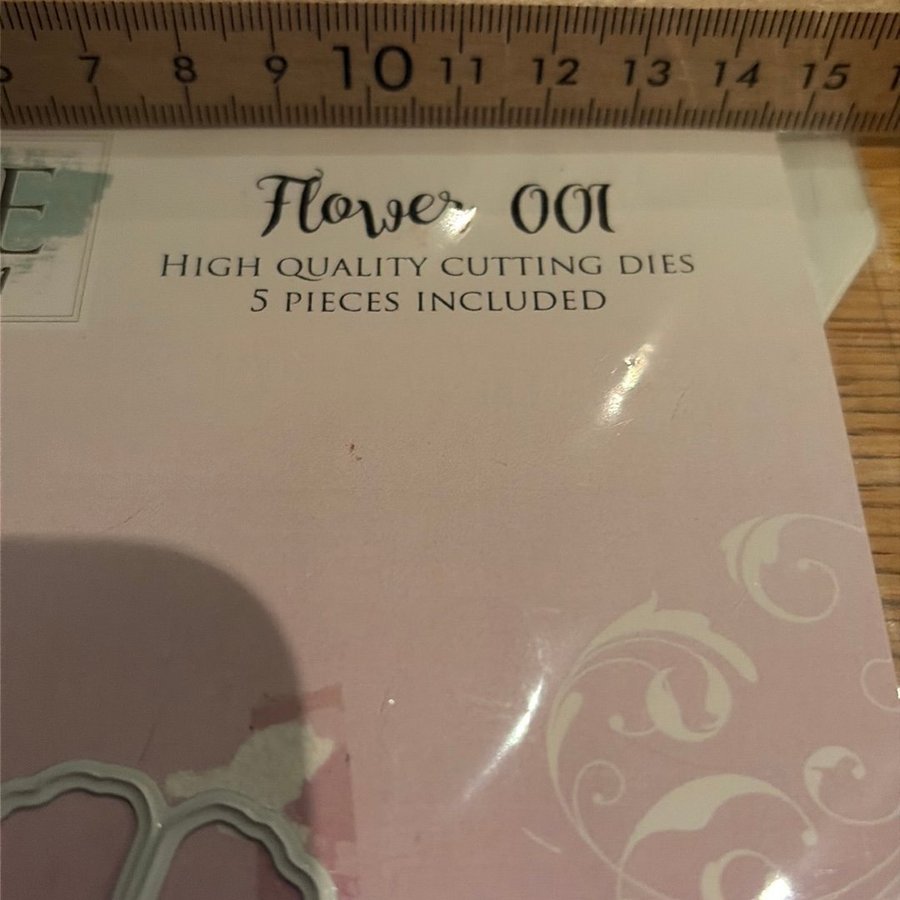 7 8 9 10 11 12 13 14 15
E
Flower 001
HIGH QUALITY CUTTING DIES
5 PIECES INCLUDED